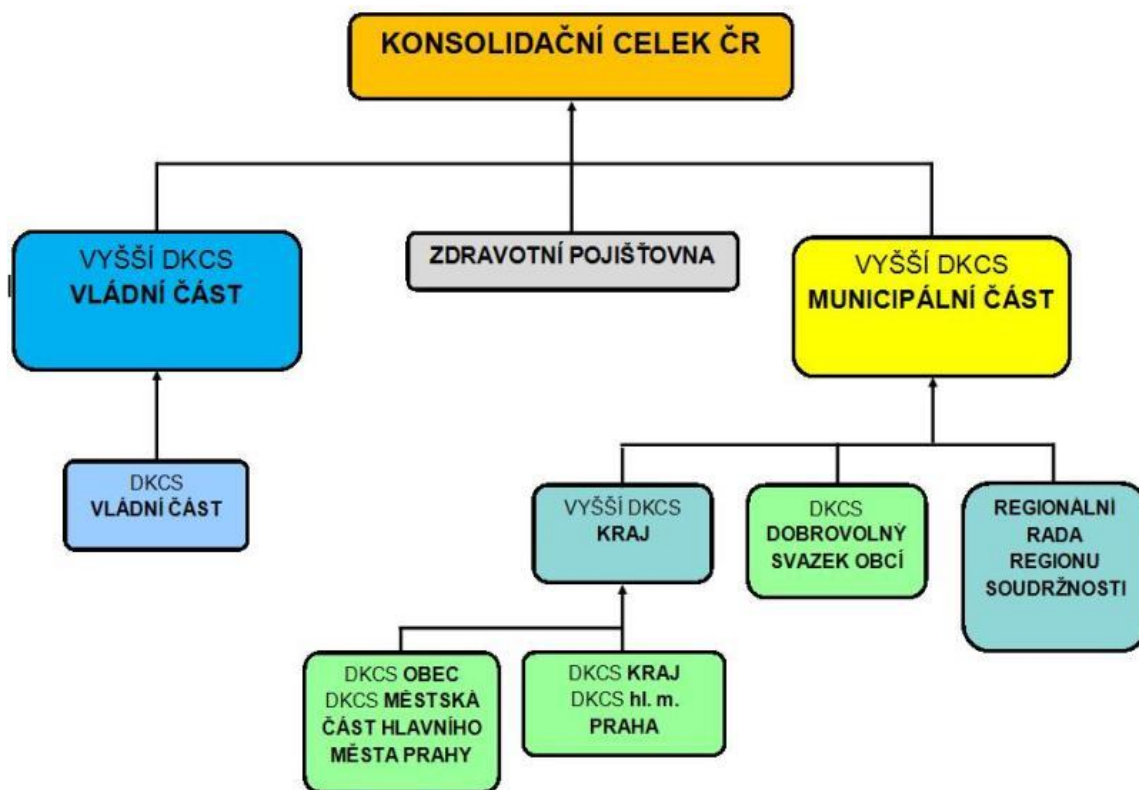 KONSOLIDAČNÍ CELEK ČR
VYŠŠÍ DKCS
VLÁDNÍ ČÁST
ZDRAVOTNÍ POJIŠŤOVNA
VYŠŠÍ DKCS
MUNICIPÁLNÍ ČÁST
DKCS
VLÁDNÍ ČÁST
VYŠŠÍ DKCS
KRAJ
DKCS
DOBROVOLNÝ
SVAZEK OBCÍ
REGIONÁLNÍ
RADA
REGIONU
SOUDRŽNOSTI
DKCS OBEC
DKCS MĚSTSKÁ
ČÁST HLAVNÍHO
MĚSTA PRAHY
DKCS KRAJ
DKCS hl. m.
PRAHA